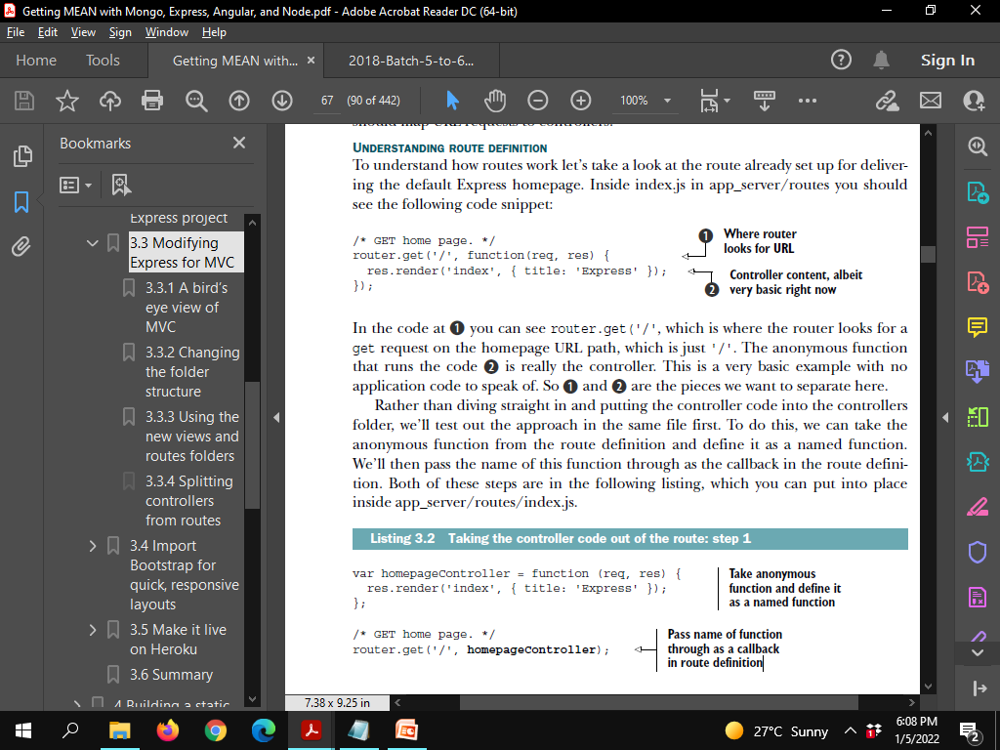 Getting MEAN with Mongo, Express, Angular, and Node.pdf - Adobe Acrobat Reader DC (64-bit)
File Edit View Sign Window Help
Home Tools Getting MEAN with... × 2018-Batch-5-to-6... Sign In
67 (90 of 442) 100%
Bookmarks
Express project
3.3 Modifying
Express for MVC
3.3.1 A bird's
eye view of
MVC
3.3.2 Changing
the folder
structure
3.3.3 Using the
new views and
routes folders
3.3.4 Splitting
controllers
from routes
3.4 Import
Bootstrap for
quick, responsive
layouts
3.5 Make it live
on Heroku
3.6 Summary
4 Building a static
should map URL requests to controllers.
UNDERSTANDING ROUTE DEFINITION
To understand how routes work let's take a look at the route already set up for deliver-
ing the default Express homepage. Inside index.js in app_server/routes you should
see the following code snippet:
/* GET home page. */
router.get('/', function(req, res) {
res.render('index', { title: 'Express' });
});
1 Where router
looks for URL
Controller content, albeit
2 very basic right now
In the code at 1 you can see router.get('/', which is where the router looks for a
get request on the homepage URL path, which is just '/'. The anonymous function
that runs the code 2 is really the controller. This is a very basic example with no
application code to speak of. So 1 and 2 are the pieces we want to separate here.
Rather than diving straight in and putting the controller code into the controllers
folder, we'll test out the approach in the same file first. To do this, we can take the
anonymous function from the route definition and define it as a named function.
We'll then pass the name of this function through as the callback in the route defini-
tion. Both of these steps are in the following listing, which you can put into place
inside app_server/routes/index.js.
Listing 3.2 Taking the controller code out of the route: step 1
var homepageController = function (req, res) {
res.render('index', { title: 'Express' });
};
Take anonymous
function and define it
as a named function
/* GET home page. */
router.get('/', homepageController);
Pass name of function
through as a callback
in route definition
7.38 x 9.25 in
27°C Sunny
1
6:08 PM
1/5/2022
2